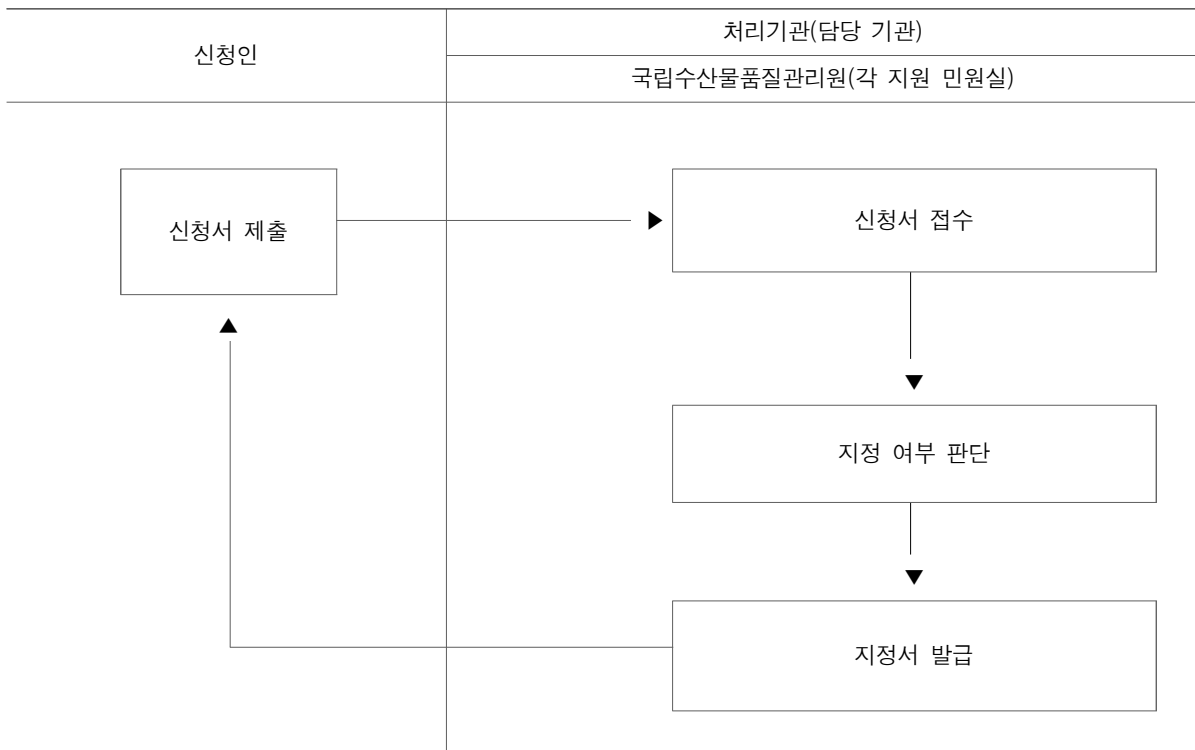 신청인
처리기관(담당 기관)
국립수산물품질관리원(각 지원 민원실)
신청서 제출
신청서 접수
지정 여부 판단
지정서 발급